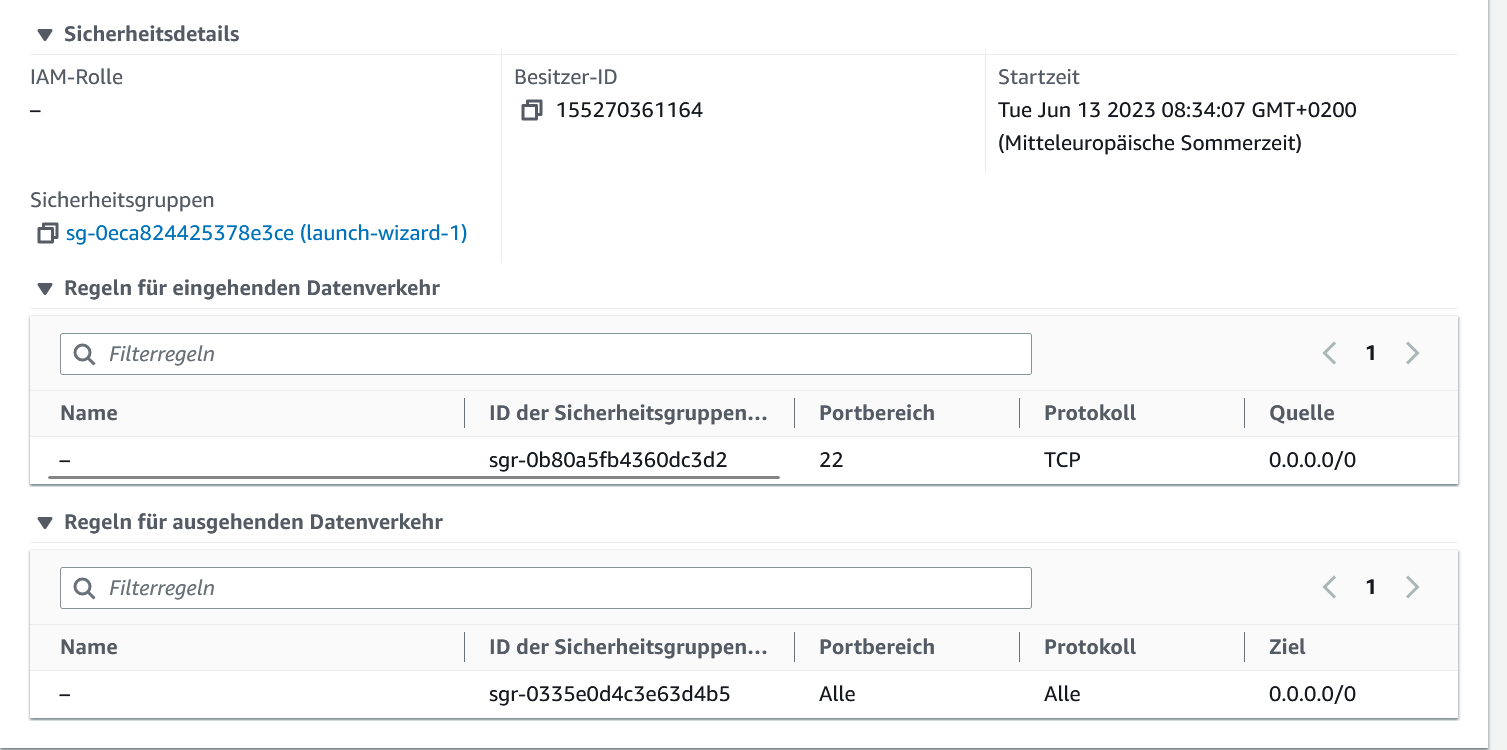 Sicherheitsdetails
IAM-Rolle
–
Besitzer-ID
155270361164
Startzeit
Tue Jun 13 2023 08:34:07 GMT+0200
(Mitteleuropäische Sommerzeit)
Sicherheitsgruppen
sg-0eca824425378e3ce (launch-wizard-1)
Regeln für eingehenden Datenverkehr
Filterregeln
1
Name ID der Sicherheitsgruppen... Portbereich Protokoll Quelle
– sgr-0b80a5fb4360dc3d2 22 TCP 0.0.0.0/0
Regeln für ausgehenden Datenverkehr
Filterregeln
1
Name ID der Sicherheitsgruppen... Portbereich Protokoll Ziel
– sgr-0335e0d4c3e63d4b5 Alle Alle 0.0.0.0/0